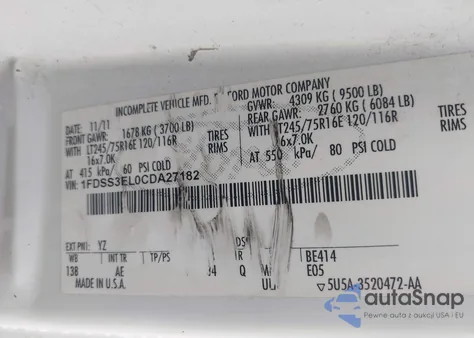 INCOMPLETE VEHICLE MFD. FORD MOTOR COMPANY
DATE: 11/11 GVWR: 4309 KG (9500 LB)
FRONT GAWR: 1678 KG (3700 LB) REAR GAWR: 2760 KG (6084 LB)
WITH LT245/75R16E 120/116R TIRES WITH LT245/75R16E 120/116R TIRES
16x7.0K RIMS 16x7.0K RIMS
AT 415 kPa/ 60 PSI COLD AT 550 kPa/ 80 PSI COLD
VIN: 1FDSS3EL0CDA27182
EXT PNT: YZ
WB INT TR TP/PS R BE414
13B AE Q E05
MADE IN U.S.A. 5U5A-3520472-AA
autoSnap
Pewne auta z aukcji USA i EU